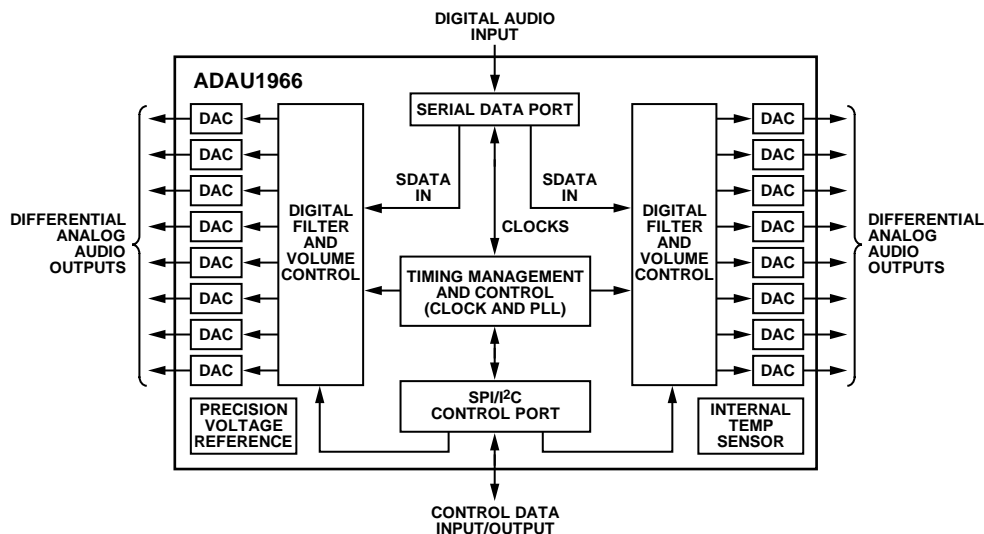 DIGITAL AUDIO
INPUT
ADAU1966
SERIAL DATA PORT
DAC
DAC
DAC
DAC
DAC
DAC
DAC
DAC
DIFFERENTIAL
ANALOG
AUDIO
OUTPUTS
DIGITAL
FILTER
AND
VOLUME
CONTROL
SDATA
IN
CLOCKS
SDATA
IN
TIMING MANAGEMENT
AND CONTROL
(CLOCK AND PLL)
DIGITAL
FILTER
AND
VOLUME
CONTROL
DAC
DAC
DAC
DAC
DAC
DAC
DAC
DAC
DIFFERENTIAL
ANALOG
AUDIO
OUTPUTS
PRECISION
VOLTAGE
REFERENCE
SPI/I²C
CONTROL PORT
INTERNAL
TEMP
SENSOR
CONTROL DATA
INPUT/OUTPUT